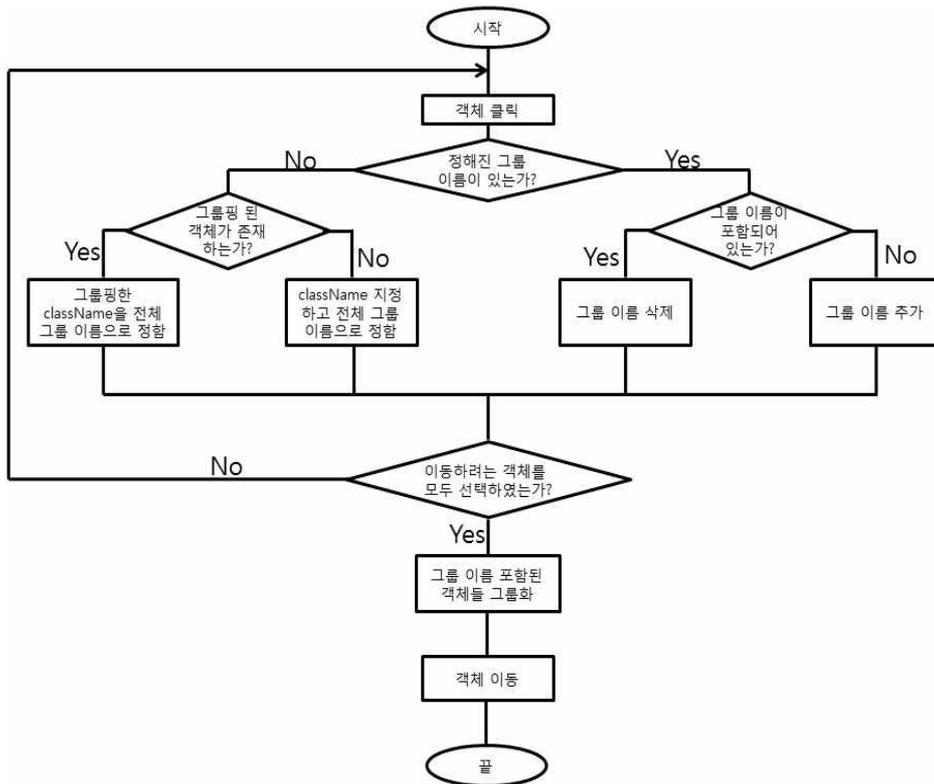 시작
객체 클릭
정해진 그룹
이름이 있는가?
No
Yes
그룹핑 된
객체가 존재
하는가?
그룹 이름이
포함되어
있는가?
Yes
No
Yes
No
그룹핑한
className을 전체
그룹 이름으로 정함
className 지정
하고 전체 그룹
이름으로 정함
그룹 이름 삭제
그룹 이름 추가
No
이동하려는 객체를
모두 선택하였는가?
Yes
그룹 이름 포함된
객체들 그룹화
객체 이동
끝